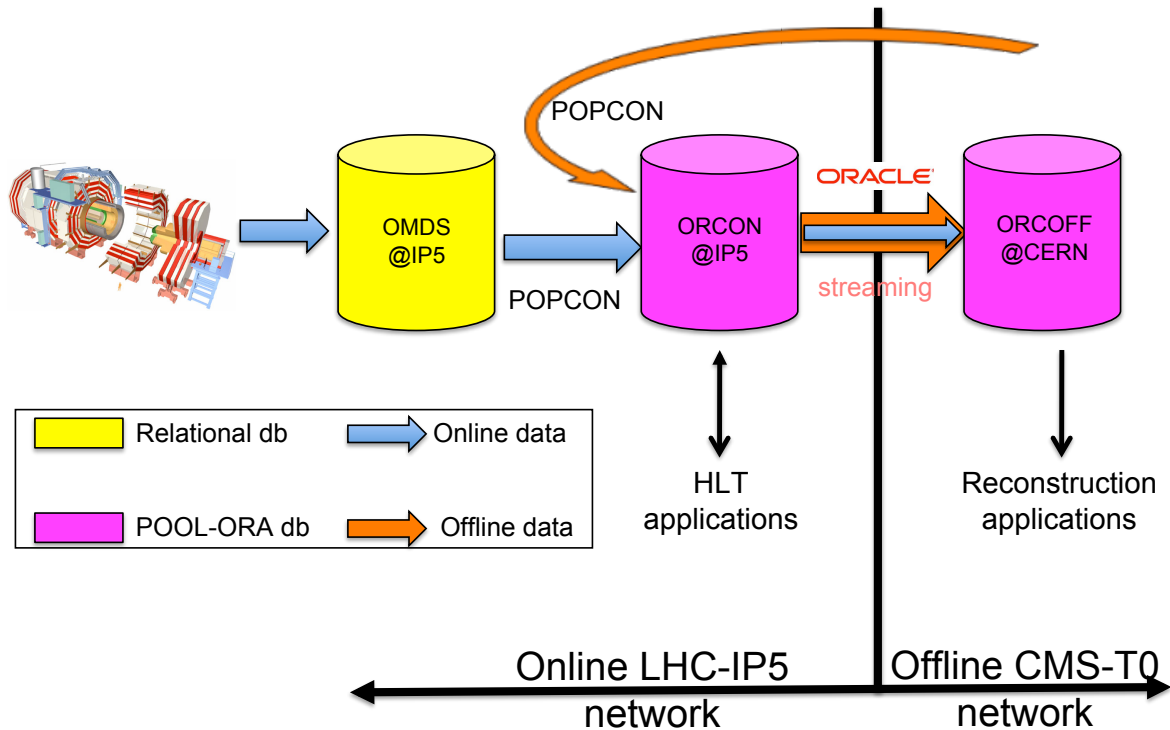 POPCON
ORACLE
OMDS
@IP5
ORCON
@IP5
ORCOFF
@CERN
POPCON
streaming
Relational db
Online data
POOL-ORA db
Offline data
HLT
applications
Reconstruction
applications
Online LHC-IP5
network
Offline CMS-T0
network